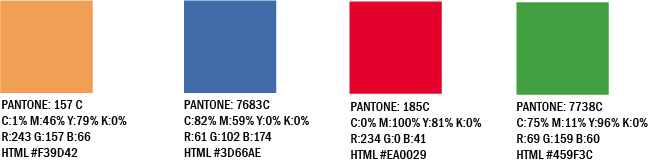 PANTONE: 157 C
C:1% M:46% Y:79% K:0%
R:243 G:157 B:66
HTML #F39D42
PANTONE: 7683C
C:82% M:59% Y:0% K:0%
R:61 G:102 B:174
HTML #3D66AE
PANTONE: 185C
C:0% M:100% Y:81% K:0%
R:234 G:0 B:41
HTML #EA0029
PANTONE: 7738C
C:75% M:11% Y:96% K:0%
R:69 G:159 B:60
HTML #459F3C